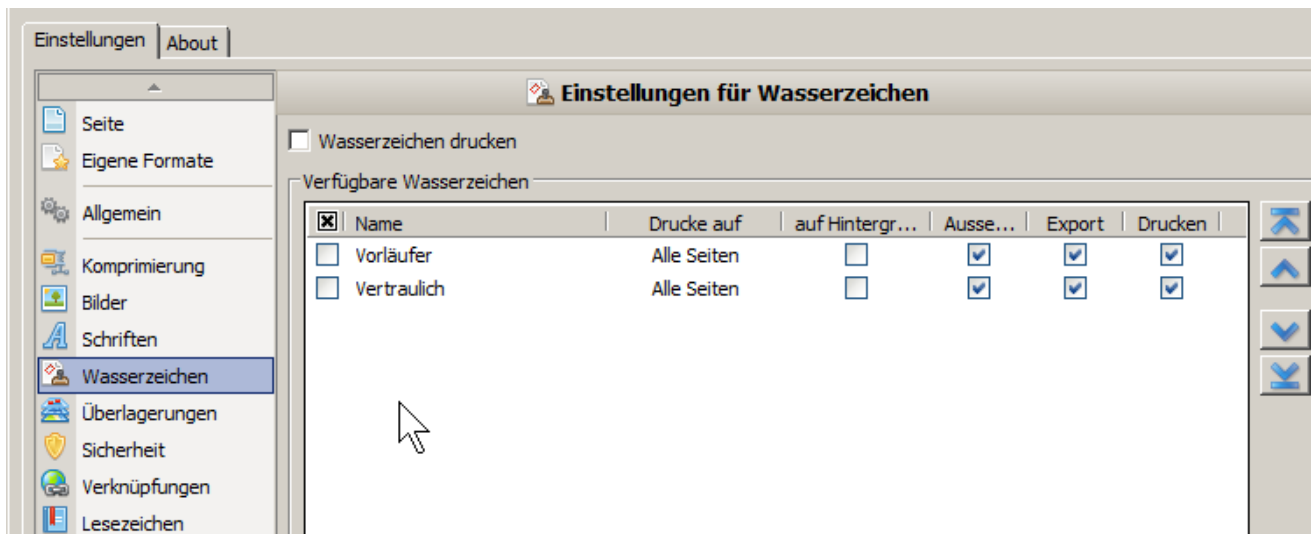 Einstellungen About
Einstellungen für Wasserzeichen
Seite
Eigene Formate
Allgemein
Komprimierung
Bilder
Schriften
Wasserzeichen
Überlagerungen
Sicherheit
Verknüpfungen
Lesezeichen
Wasserzeichen drucken
Verfügbare Wasserzeichen
Name Drucke auf auf Hintergr... Ausse... Export Drucken
Vorläufer Alle Seiten
Vertraulich Alle Seiten